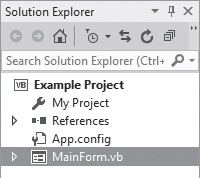 Solution Explorer
Search Solution Explorer (Ctrl+
VB Example Project
My Project
References
App.config
MainForm.vb